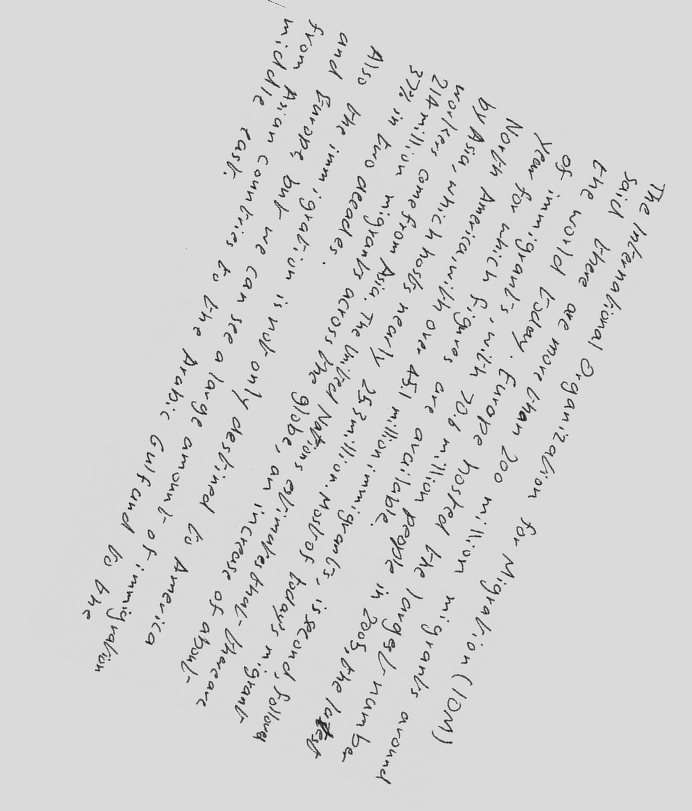 The International Organization for Migration (IOM)
said there are more than 200 million migrants around
the world today. Europe hosted the largest numbe
of immigrants, with 70.6 million people in 2005, the latest
year for which figures are available.
North America, with over 45.1 million immigrants, is second, follower
by Asia, which hosts nearly 25.3 million. Most of today's migrant
workers come from Asia. The United Nations estimates that there are
214 million migrants across the globe, an increase of about
37% in two decades.
Also the immigration is not only destined to America
and Europe but we can see a large amount of immigration
from Asian countries to the Arabic Gulf and to the
middle east.